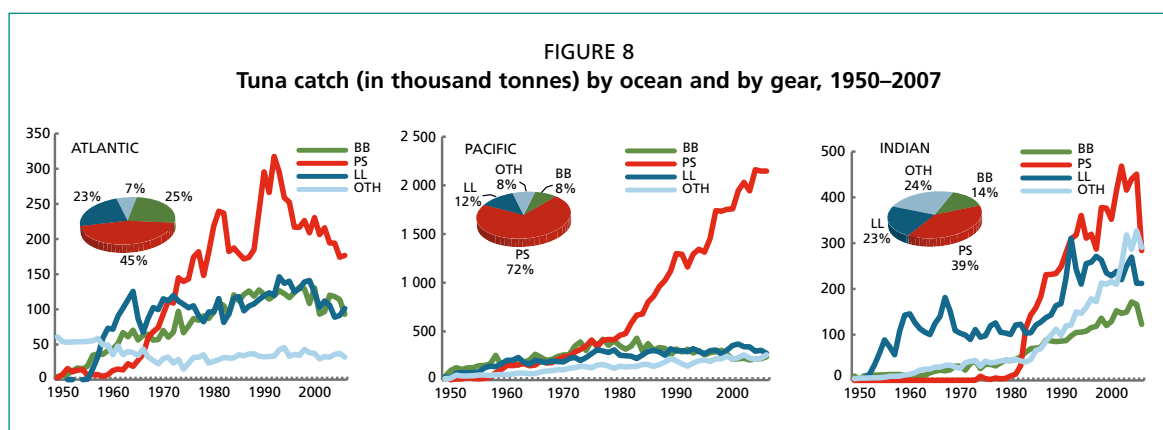 FIGURE 8
Tuna catch (in thousand tonnes) by ocean and by gear, 1950–2007
ATLANTIC
BB
PS
LL
OTH
350
300
250
200
150
100
50
0
23%
7%
25%
45%
1950 1960 1970 1980 1990 2000
PACIFIC
BB
PS
LL
OTH
2 500
2 000
1 500
1 000
500
0
LL
12%
OTH
8%
BB
8%
PS
72%
1950 1960 1970 1980 1990 2000
INDIAN
BB
PS
LL
OTH
500
400
300
200
100
0
OTH
24%
BB
14%
LL
23%
PS
39%
1950 1960 1970 1980 1990 2000